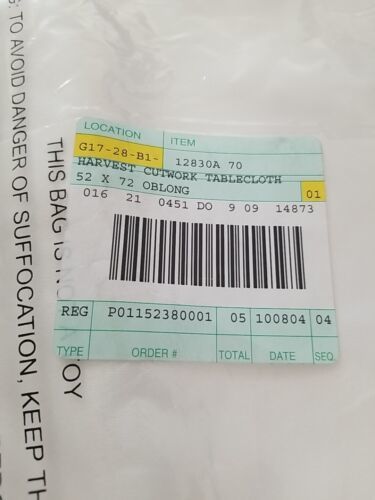 : TO AVOID DANGER OF SUFFOCATION, KEEP
THIS BAG IS
OY
LOCATION ITEM
G17-28-B1- 12830A 70
HARVEST CUTWORK TABLECLOTH
52 X 72 OBLONG 01
016 21 0451 DO 9 09 14873
REG P01152380001 05 100804 04
TYPE ORDER # TOTAL DATE SEQ